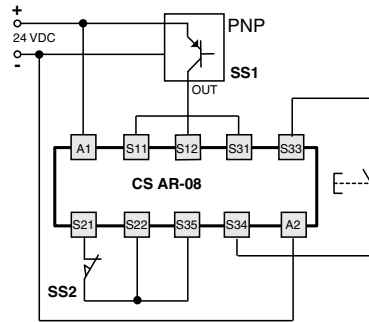 +
PNP
24 VDC
-
SS1
OUT
A1 S11 S12 S31 S33
CS AR-08
S21 S22 S35 S34 A2
SS2